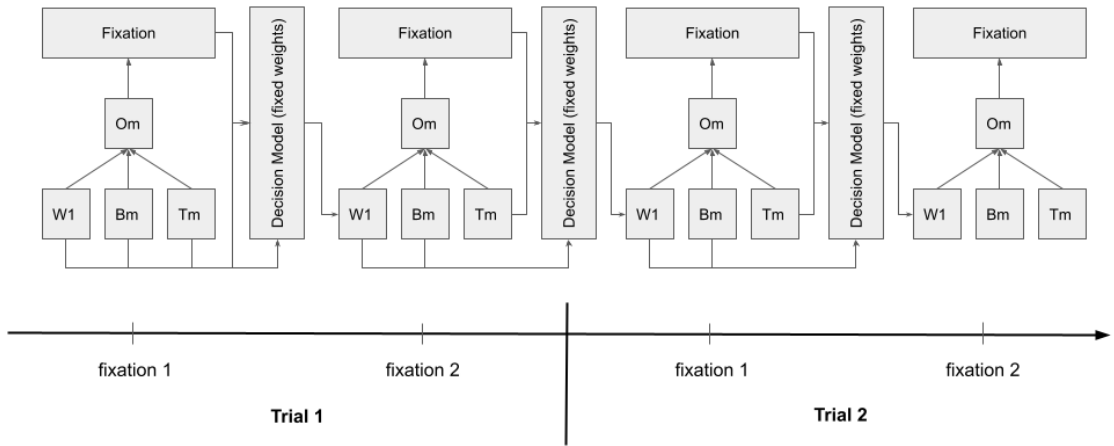 Fixation
Om
W1 Bm Tm
Decision Model (fixed weights)
Fixation
Om
W1 Bm Tm
Decision Model (fixed weights)
Fixation
Om
W1 Bm Tm
Decision Model (fixed weights)
Fixation
Om
W1 Bm Tm
fixation 1
fixation 2
fixation 1
fixation 2
Trial 1
Trial 2